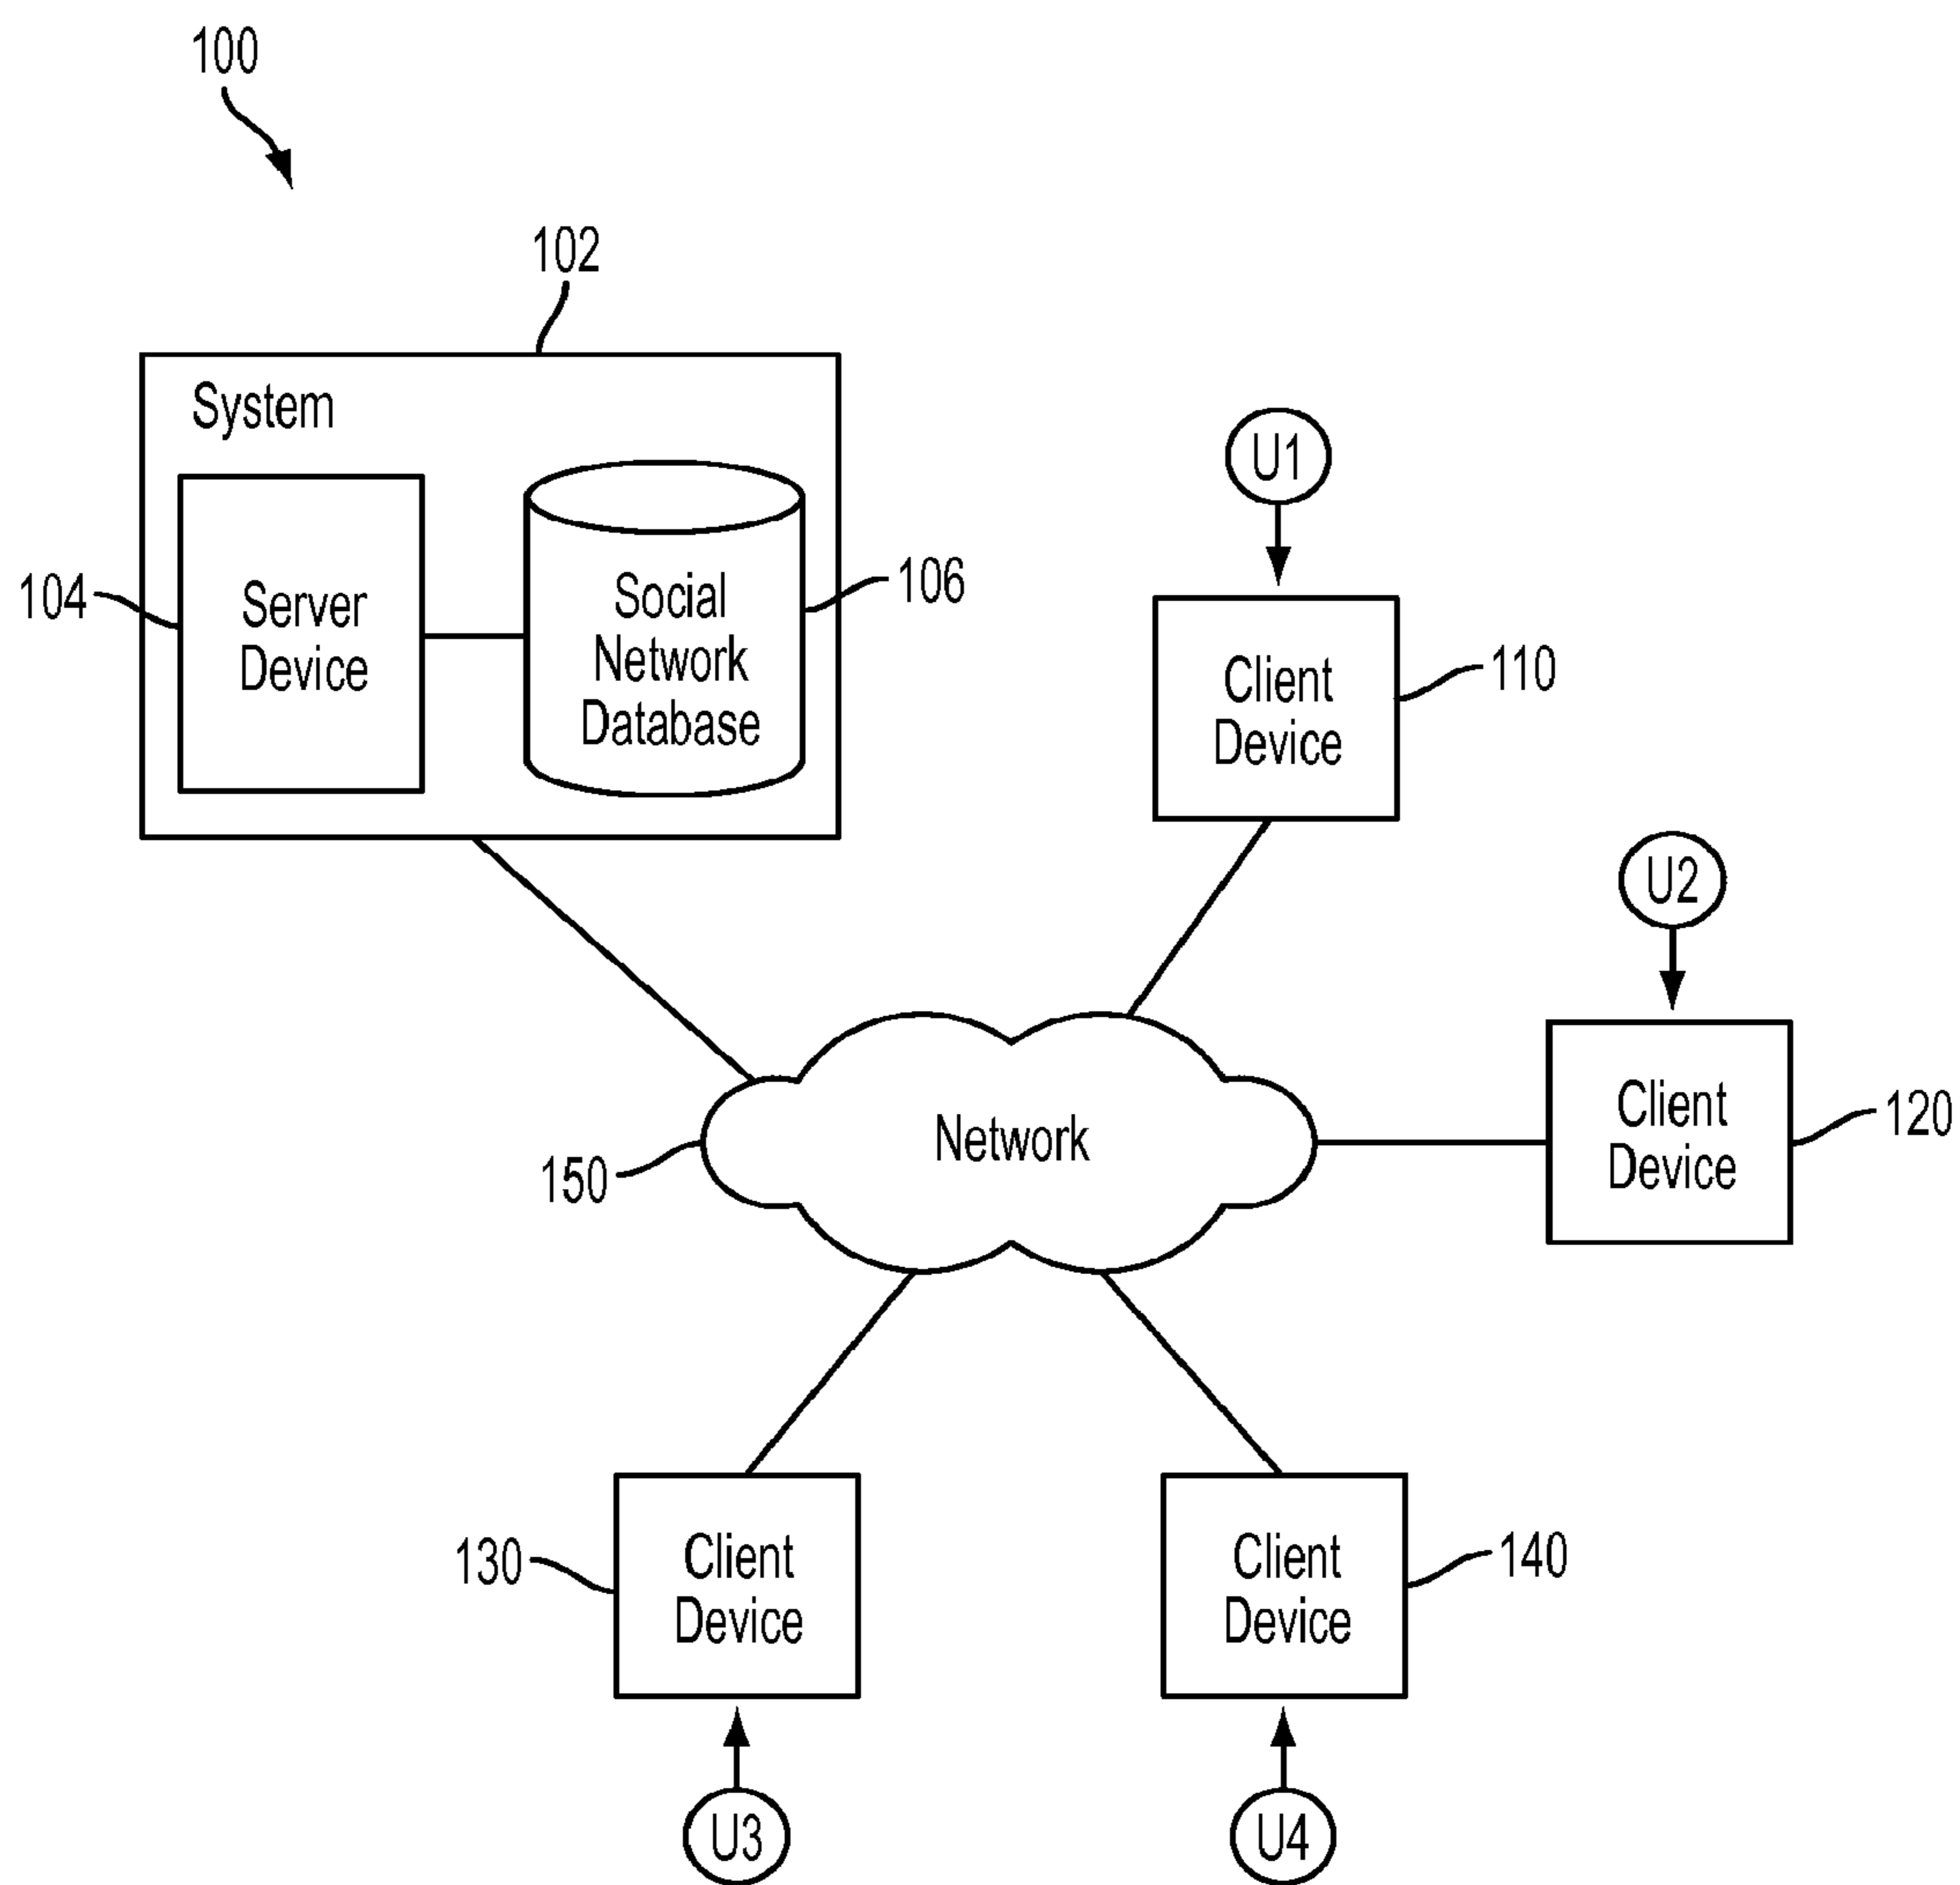 100
102
System
U1
104
Server
Device
Social
Network
Database
106
Client
Device
110
U2
Client
Device
120
Network
150
130
Client
Device
Client
Device
140
U3
U4